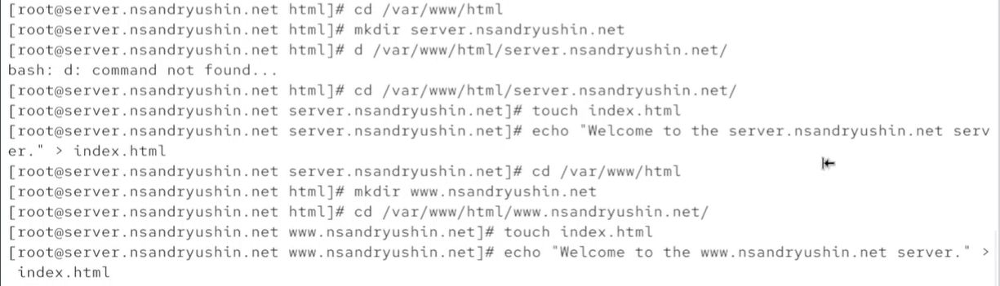 [root@server.nsandryushin.net html]# cd /var/www/html
[root@server.nsandryushin.net html]# mkdir server.nsandryushin.net
[root@server.nsandryushin.net html]# d /var/www/html/server.nsandryushin.net/
bash: d: command not found...
[root@server.nsandryushin.net html]# cd /var/www/html/server.nsandryushin.net/
[root@server.nsandryushin.net server.nsandryushin.net]# touch index.html
[root@server.nsandryushin.net server.nsandryushin.net]# echo "Welcome to the server.nsandryushin.net serv
er." > index.html
[root@server.nsandryushin.net server.nsandryushin.net]# cd /var/www/html
[root@server.nsandryushin.net html]# mkdir www.nsandryushin.net
[root@server.nsandryushin.net html]# cd /var/www/html/www.nsandryushin.net/
[root@server.nsandryushin.net www.nsandryushin.net]# touch index.html
[root@server.nsandryushin.net www.nsandryushin.net]# echo "Welcome to the www.nsandryushin.net server." >
 index.html